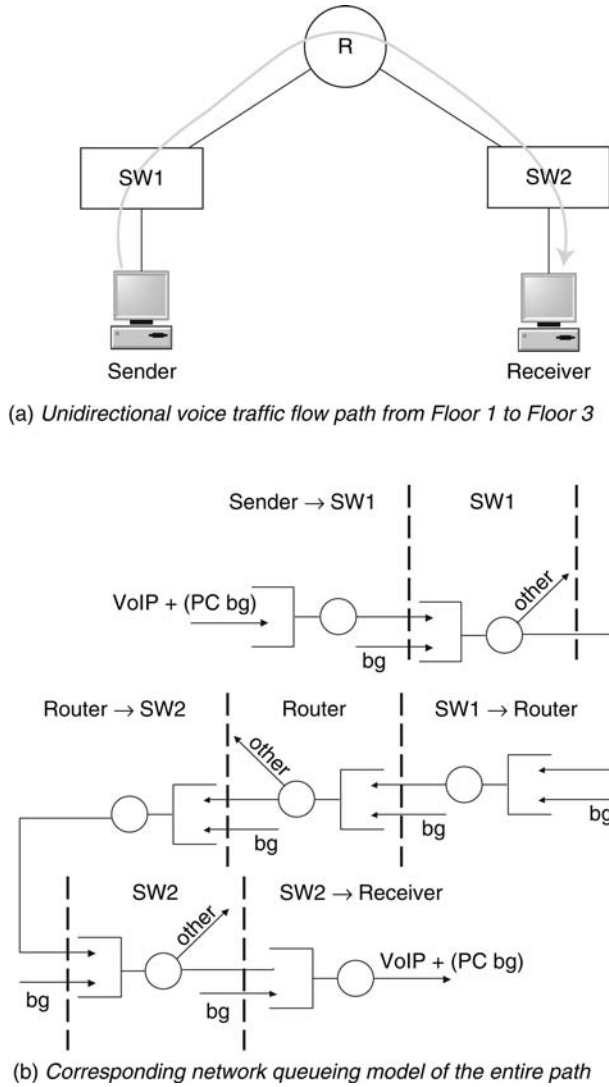 R
SW1
SW2
Sender
Receiver
(a) Unidirectional voice traffic flow path from Floor 1 to Floor 3
Sender → SW1
SW1
VoIP + (PC bg)
other
bg
Router → SW2
Router
SW1 → Router
other
bg
bg
bg
SW2
SW2 → Receiver
other
VoIP + (PC bg)
bg
bg
(b) Corresponding network queueing model of the entire path